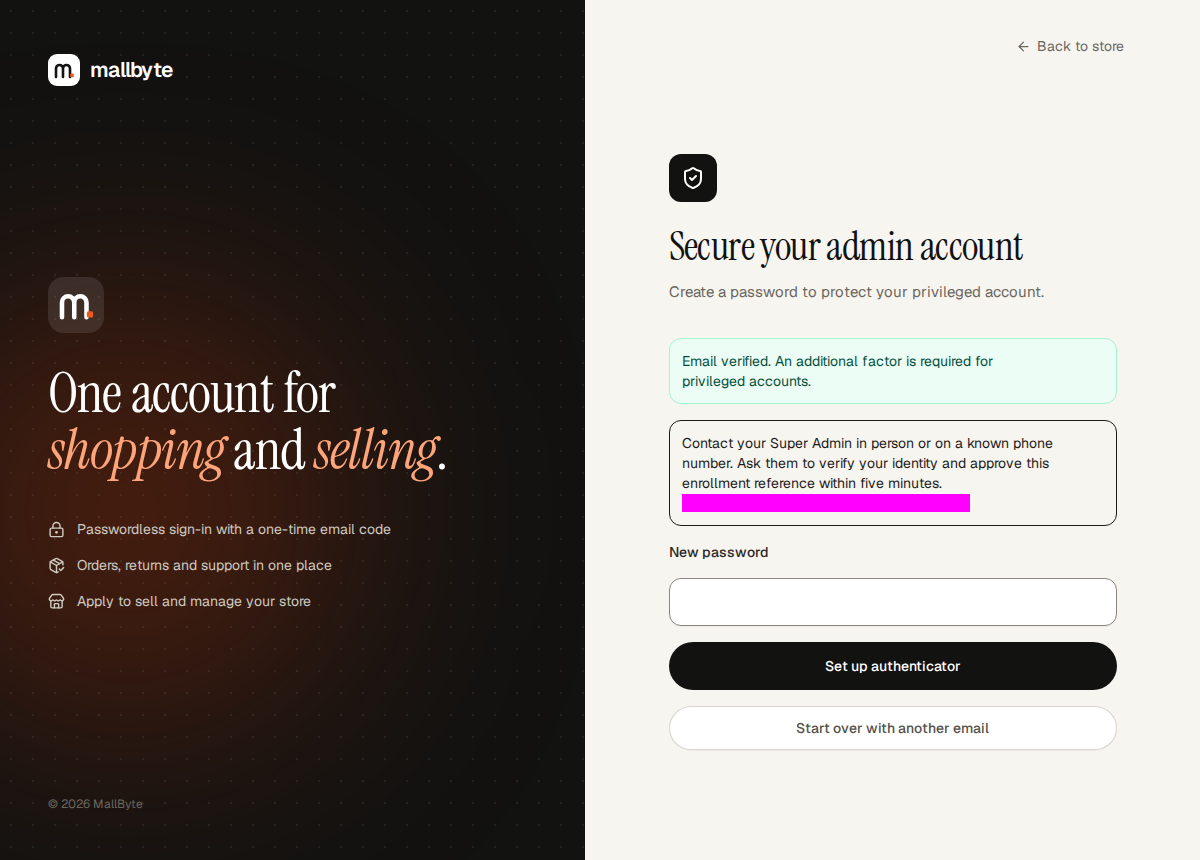 mallbyte
Back to store
m.
One account for
shopping and selling.
Passwordless sign-in with a one-time email code
Orders, returns and support in one place
Apply to sell and manage your store
© 2026 MallByte
Secure your admin account
Create a password to protect your privileged account.
Email verified. An additional factor is required for
privileged accounts.
Contact your Super Admin in person or on a known phone
number. Ask them to verify your identity and approve this
enrollment reference within five minutes.
New password
Set up authenticator
Start over with another email